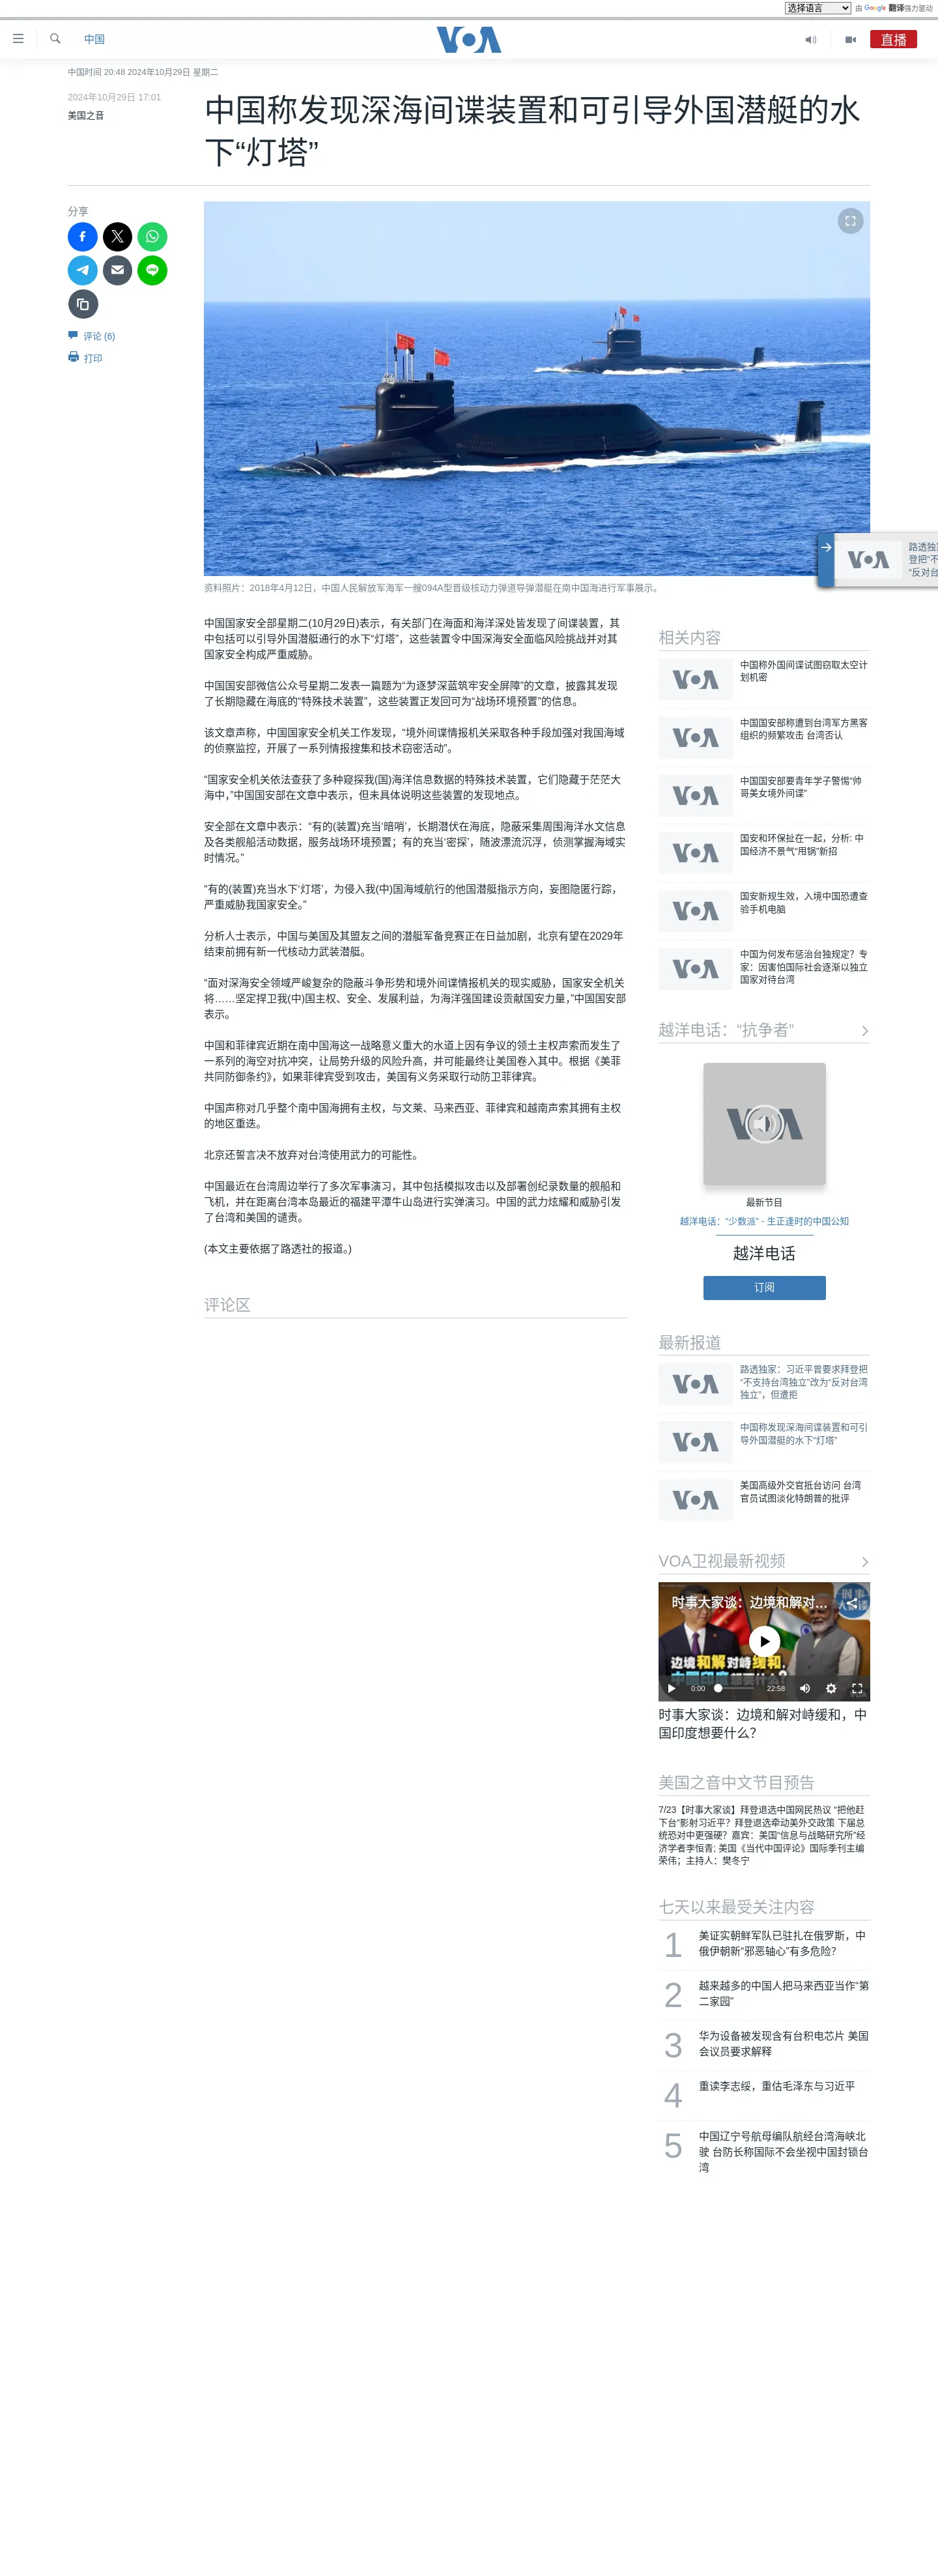 选择语言
由 Google 翻译强力驱动
中国
VOA
直播
中国时间 20:48 2024年10月29日 星期二
2024年10月29日 17:01
美国之音
中国称发现深海间谍装置和可引导外国潜艇的水
下“灯塔”
分享
评论 (6)
打印
路透独家
登把“不
“反对台
VOA
资料照片：2018年4月12日，中国人民解放军海军一艘094A型晋级核动力弹道导弹潜艇在南中国海进行军事展示。
中国国家安全部星期二(10月29日)表示，有关部门在海面和海洋深处皆发现了间谍装置，其
中包括可以引导外国潜艇通行的水下“灯塔”，这些装置令中国深海安全面临风险挑战并对其
国家安全构成严重威胁。
中国国安部微信公众号星期二发表一篇题为“为逐梦深蓝筑牢安全屏障”的文章，披露其发现
了长期隐藏在海底的“特殊技术装置”，这些装置正发回可为“战场环境预置”的信息。
该文章声称，中国国家安全机关工作发现，“境外间谍情报机关采取各种手段加强对我国海域
的侦察监控，开展了一系列情报搜集和技术窃密活动”。
“国家安全机关依法查获了多种窥探我(国)海洋信息数据的特殊技术装置，它们隐藏于茫茫大
海中，”中国国安部在文章中表示，但未具体说明这些装置的发现地点。
安全部在文章中表示：“有的(装置)充当‘暗哨’，长期潜伏在海底，隐蔽采集周围海洋水文信息
及各类舰船活动数据，服务战场环境预置；有的充当‘密探’，随波漂流沉浮，侦测掌握海域实
时情况。”
“有的(装置)充当水下‘灯塔’，为侵入我(中)国海域航行的他国潜艇指示方向，妄图隐匿行踪，
严重威胁我国家安全。”
分析人士表示，中国与美国及其盟友之间的潜艇军备竞赛正在日益加剧，北京有望在2029年
结束前拥有新一代核动力武装潜艇。
“面对深海安全领域严峻复杂的隐蔽斗争形势和境外间谍情报机关的现实威胁，国家安全机关
将……坚定捍卫我(中)国主权、安全、发展利益，为海洋强国建设贡献国安力量，”中国国安部
表示。
中国和菲律宾近期在南中国海这一战略意义重大的水道上因有争议的领土主权声索而发生了
一系列的海空对抗冲突，让局势升级的风险升高，并可能最终让美国卷入其中。根据《美菲
共同防御条约》，如果菲律宾受到攻击，美国有义务采取行动防卫菲律宾。
中国声称对几乎整个南中国海拥有主权，与文莱、马来西亚、菲律宾和越南声索其拥有主权
的地区重迭。
北京还誓言决不放弃对台湾使用武力的可能性。
中国最近在台湾周边举行了多次军事演习，其中包括模拟攻击以及部署创纪录数量的舰船和
飞机，并在距离台湾本岛最近的福建平潭牛山岛进行实弹演习。中国的武力炫耀和威胁引发
了台湾和美国的谴责。
(本文主要依据了路透社的报道。)
评论区
相关内容
VOA
中国称外国间谍试图窃取太空计
划机密
VOA
中国国安部称遭到台湾军方黑客
组织的频繁攻击 台湾否认
VOA
中国国安部要青年学子警惕“帅
哥美女境外间谍”
VOA
国安和环保扯在一起，分析: 中
国经济不景气“甩锅”新招
VOA
国安新规生效，入境中国恐遭查
验手机电脑
VOA
中国为何发布惩治台独规定？专
家：因害怕国际社会逐渐以独立
国家对待台湾
越洋电话：“抗争者”
VOA
最新节目
越洋电话：“少数派” - 生正逢时的中国公知
越洋电话
订阅
最新报道
VOA
路透独家：习近平曾要求拜登把
“不支持台湾独立”改为“反对台湾
独立”，但遭拒
VOA
中国称发现深海间谍装置和可引
导外国潜艇的水下“灯塔”
VOA
美国高级外交官抵台访问 台湾
官员试图淡化特朗普的批评
VOA卫视最新视频
时事大家谈：边境和解对…
时事
大家谈
边境和解对峙缓和，
中国印度想要什么？
0:00
22:58
VOA
时事大家谈：边境和解对峙缓和，中
国印度想要什么？
美国之音中文节目预告
7/23【时事大家谈】拜登退选中国网民热议 “把他赶
下台”影射习近平？拜登退选牵动美外交政策 下届总
统恐对中更强硬？嘉宾：美国“信息与战略研究所”经
济学者李恒青; 美国《当代中国评论》国际季刊主编
荣伟；主持人：樊冬宁
七天以来最受关注内容
1
美证实朝鲜军队已驻扎在俄罗斯，中
俄伊朝新“邪恶轴心”有多危险？
2
越来越多的中国人把马来西亚当作“第
二家园”
3
华为设备被发现含有台积电芯片 美国
会议员要求解释
4
重读李志绥，重估毛泽东与习近平
5
中国辽宁号航母编队航经台湾海峡北
驶 台防长称国际不会坐视中国封锁台
湾